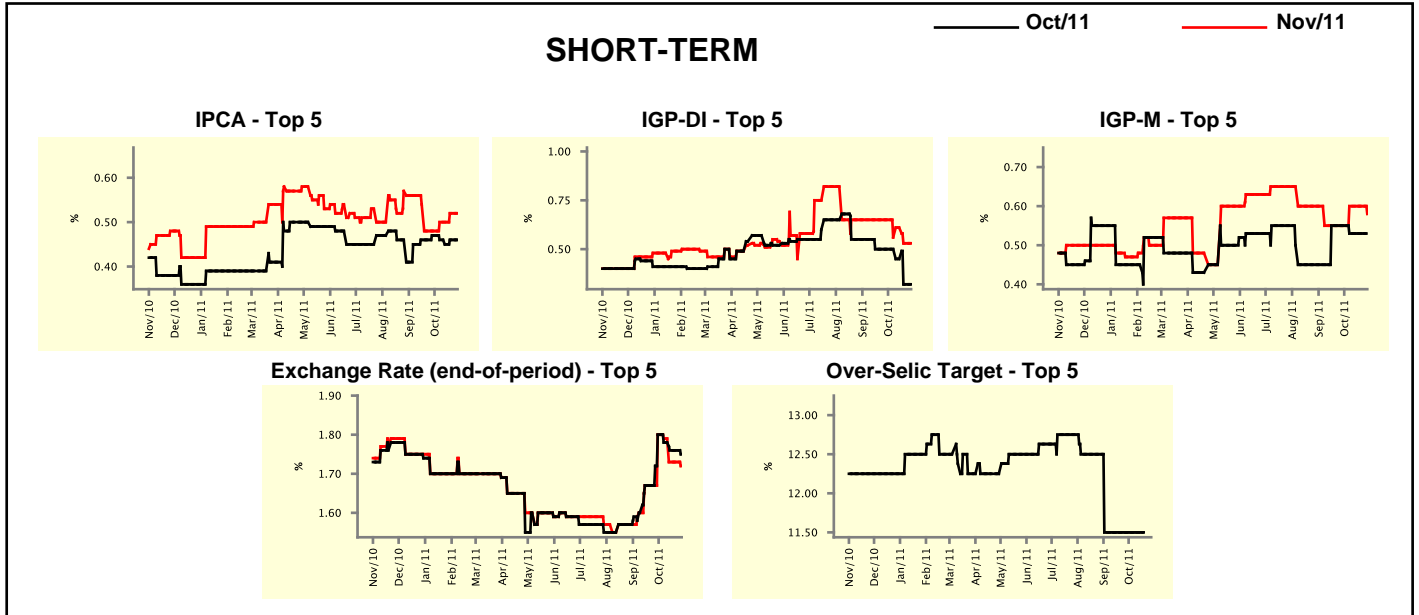 Oct/11
Nov/11
SHORT-TERM
IPCA - Top 5
IGP-DI - Top 5
IGP-M - Top 5
%
0.60
0.50
0.40
Nov/10
Dec/10
Jan/11
Feb/11
Mar/11
Apr/11
May/11
Jun/11
Jul/11
Aug/11
Sep/11
Oct/11
%
1.00
0.75
0.50
Nov/10
Dec/10
Jan/11
Feb/11
Mar/11
Apr/11
May/11
Jun/11
Jul/11
Aug/11
Sep/11
Oct/11
%
0.70
0.60
0.50
0.40
Nov/10
Dec/10
Jan/11
Feb/11
Mar/11
Apr/11
May/11
Jun/11
Jul/11
Aug/11
Sep/11
Oct/11
Exchange Rate (end-of-period) - Top 5
Over-Selic Target - Top 5
%
1.90
1.80
1.70
1.60
Nov/10
Dec/10
Jan/11
Feb/11
Mar/11
Apr/11
May/11
Jun/11
Jul/11
Aug/11
Sep/11
Oct/11
%
13.00
12.50
12.00
11.50
Nov/10
Dec/10
Jan/11
Feb/11
Mar/11
Apr/11
May/11
Jun/11
Jul/11
Aug/11
Sep/11
Oct/11